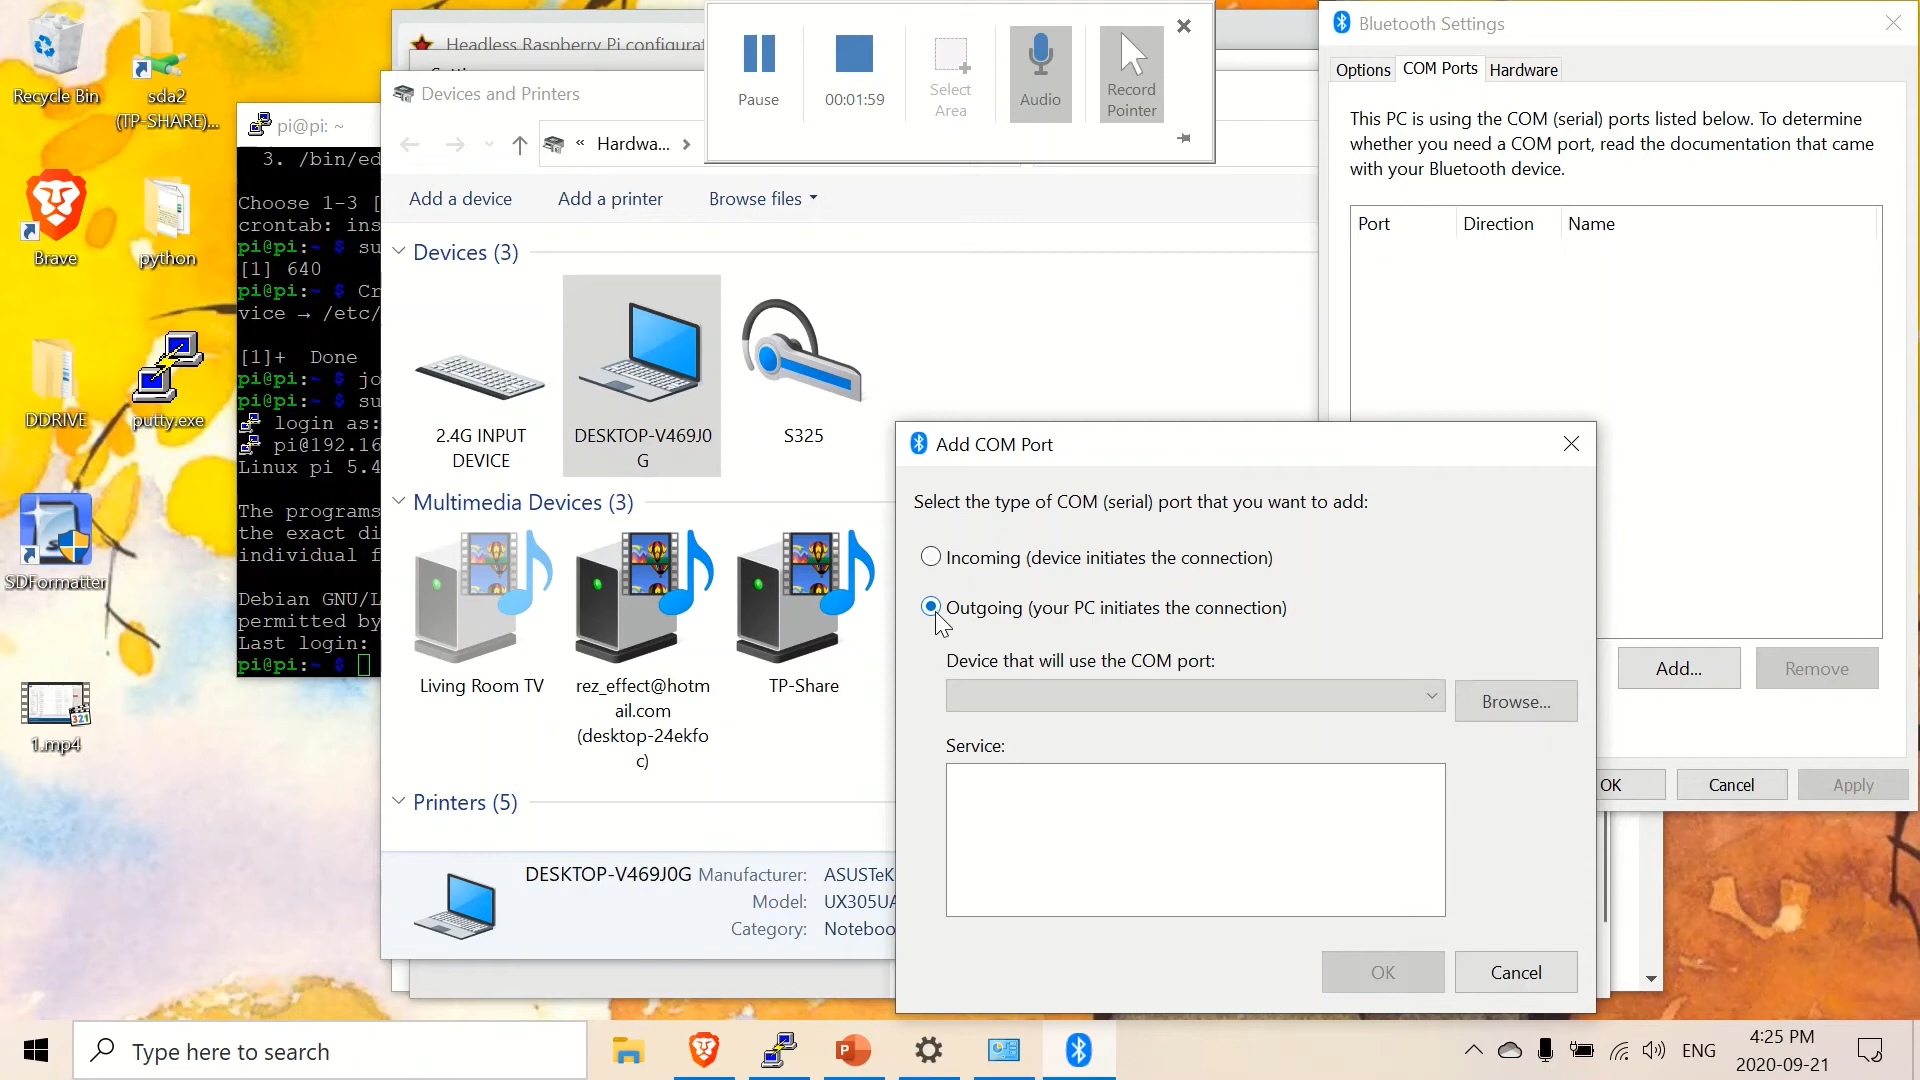 Recycle Bin
sda2
(TP-SHARE)...
Brave
python
DDRIVE
putty.exe
SDFormatter
1.mp4
pi@pi: ~
3. /bin/ed
Choose 1-3 [
crontab: ins
pi@pi:~ $ su
[1] 640
pi@pi:~ $ Cr
vice → /etc/
[1]+ Done
pi@pi:~ $ jo
pi@pi:~ $ su
login as:
pi@192.16
Linux pi 5.4
The programs
the exact di
individual f
Debian GNU/L
permitted by
Last login:
pi@pi:~ $
Headless Raspberry Pi configurat
Devices and Printers
« Hardwa...
Add a device
Add a printer
Browse files
Devices (3)
2.4G INPUT
DEVICE
DESKTOP-V469J0
G
S325
Multimedia Devices (3)
Living Room TV
rez_effect@hotm
ail.com
(desktop-24ekfo
c)
TP-Share
Printers (5)
DESKTOP-V469J0G
Manufacturer: ASUSTeK
Model: UX305UA
Category: Noteboo
Pause
00:01:59
Select
Area
Audio
Record
Pointer
Bluetooth Settings
Options
COM Ports
Hardware
This PC is using the COM (serial) ports listed below. To determine
whether you need a COM port, read the documentation that came
with your Bluetooth device.
Port
Direction
Name
Add...
Remove
OK
Cancel
Apply
Add COM Port
Select the type of COM (serial) port that you want to add:
Incoming (device initiates the connection)
Outgoing (your PC initiates the connection)
Device that will use the COM port:
Browse...
Service:
OK
Cancel
Type here to search
ENG
4:25 PM
2020-09-21